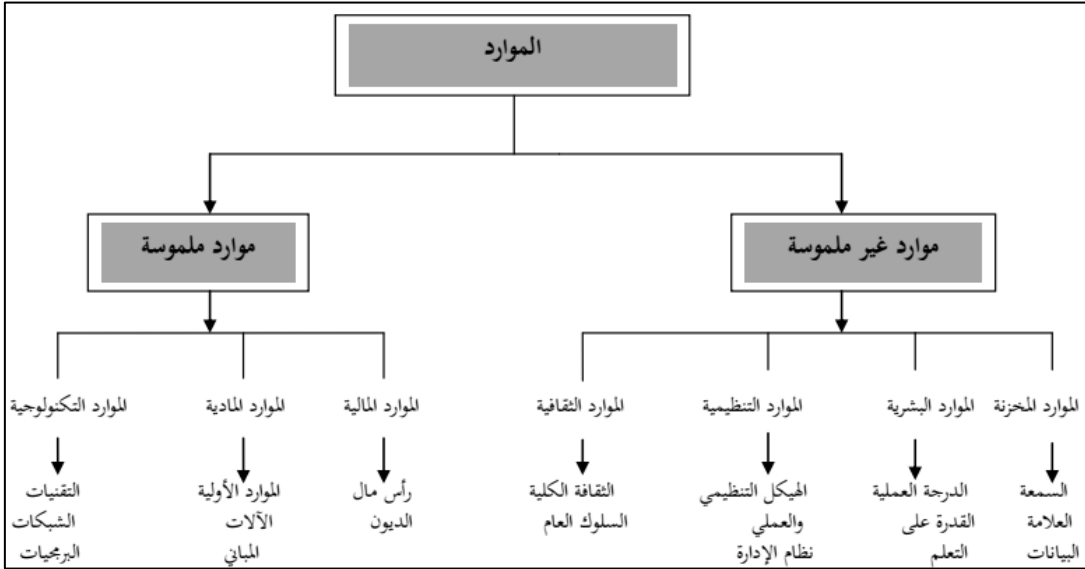 الموارد
موارد غير ملموسة
موارد ملموسة
الموارد المخزنة
الموارد البشرية
الموارد التنظيمية
الموارد الثقافية
الموارد المالية
الموارد المادية
الموارد التكنولوجية
السمعة
العلامة
البيانات
الدرجة العملية
القدرة على
التعلم
الهيكل التنظيمي
والعملي
نظام الإدارة
الثقافة الكلية
السلوك العام
رأس مال
الديون
الموارد الأولية
الآلات
المباني
التقنيات
الشبكات
البرمجيات